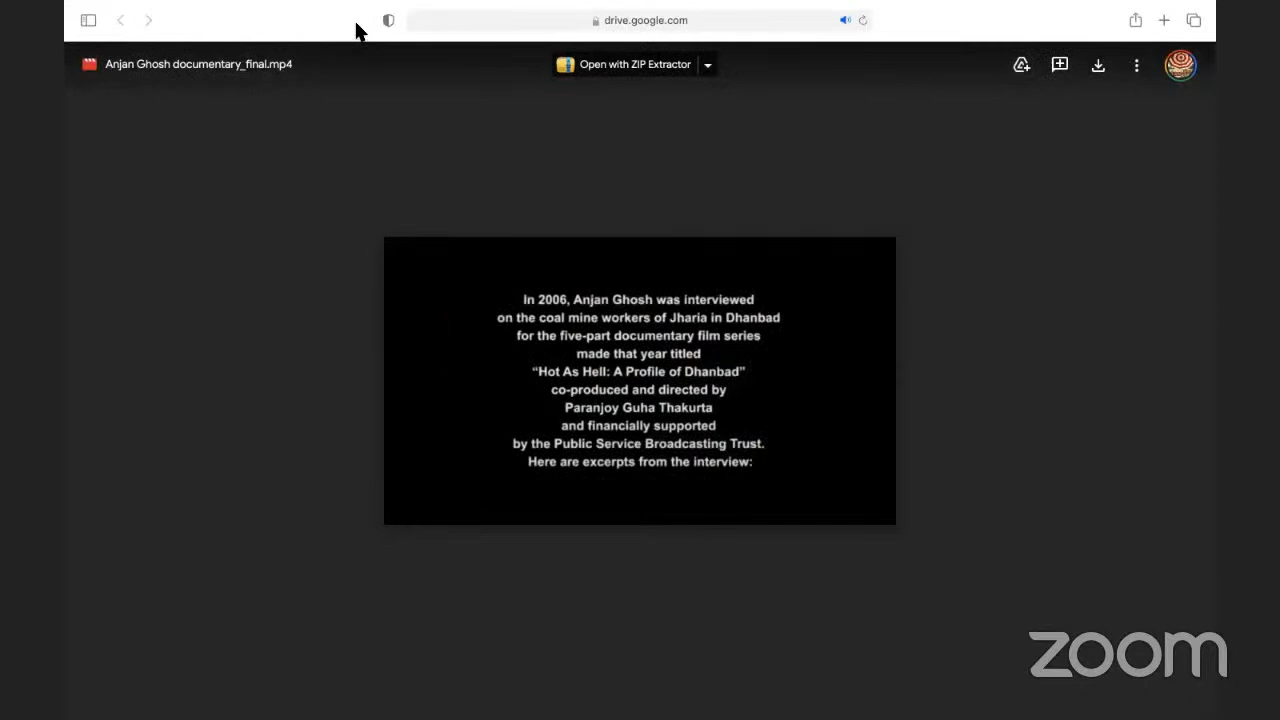 drive.google.com
Anjan Ghosh documentary_final.mp4
Open with ZIP Extractor
In 2006, Anjan Ghosh was interviewed
on the coal mine workers of Jharia in Dhanbad
for the five-part documentary film series
made that year titled
“Hot As Hell: A Profile of Dhanbad”
co-produced and directed by
Paranjoy Guha Thakurta
and financially supported
by the Public Service Broadcasting Trust.
Here are excerpts from the interview:
zoom